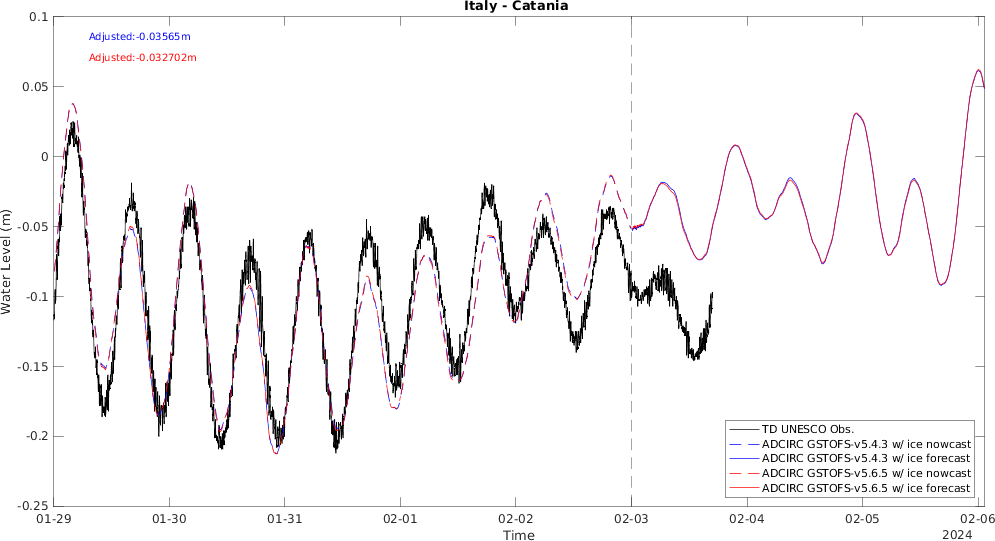 Italy - Catania
Adjusted:-0.03565m
Adjusted:-0.032702m
0.1
0.05
0
-0.05
-0.1
-0.15
-0.2
-0.25
Water Level (m)
TD UNESCO Obs.
ADCIRC GSTOFS-v5.4.3 w/ ice nowcast
ADCIRC GSTOFS-v5.4.3 w/ ice forecast
ADCIRC GSTOFS-v5.6.5 w/ ice nowcast
ADCIRC GSTOFS-v5.6.5 w/ ice forecast
01-29 01-30 01-31 02-01 02-02 02-03 02-04 02-05 02-06
Time
2024